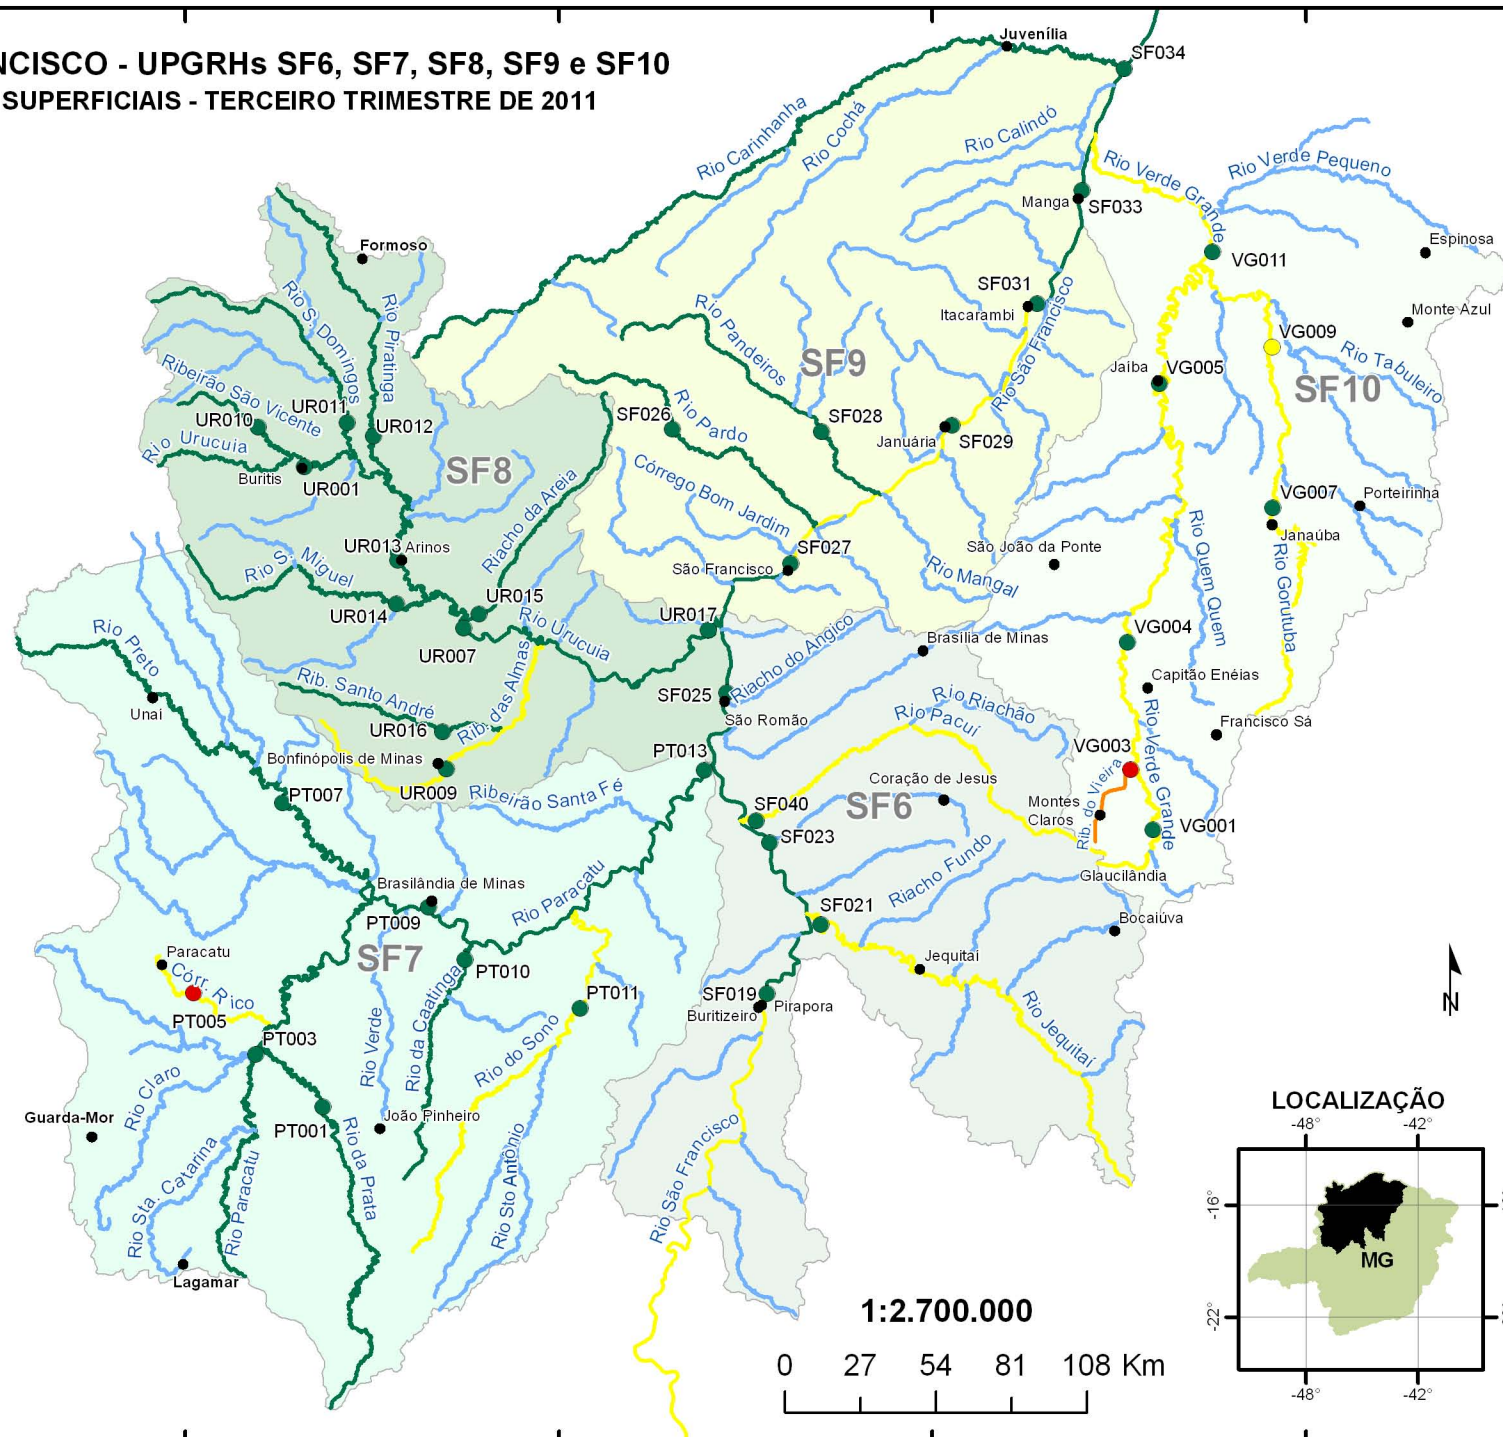 NCISCO - UPGRHs SF6, SF7, SF8, SF9 e SF10
SUPERFICIAIS - TERCEIRO TRIMESTRE DE 2011
Juvenília
SF034
Rio Carinhanha
Rio Cochá
Rio Calindó
Rio Verde Grande
Rio Verde Pequeno
Manga
SF033
Espinosa
VG011
Formoso
SF031
Itacarambi
Rio São Francisco
Monte Azul
VG009
Rio Tabuleiro
Rio S. Domingos
Rio Piratinga
Rio Pandeiros
SF9
Jaíba
VG005
SF10
Ribeirão São Vicente
UR010
UR011
UR012
SF026
Rio Pardo
SF028
Januária
SF029
Rio Urucuia
Buritis
UR001
SF8
Riacho da Areia
Córrego Bom Jardim
VG007
Porteirinha
Janaúba
UR013
Arinos
Rio S. Miguel
SF027
São Francisco
São João da Ponte
Rio Mangal
Rio Quem Quem
Rio Gorutuba
UR014
UR015
Rio Urucuia
UR017
UR007
Riacho do Angico
Brasília de Minas
VG004
Capitão Enéias
Rio Preto
Unaí
Rib. Santo André
Rib. das Almas
SF025
São Romão
Rio Riachão
Rio Pacuí
Francisco Sá
UR016
Bonfinópolis de Minas
UR009
PT013
VG003
Rio Verde Grande
Rib. do Vieira
PT007
Ribeirão Santa Fé
Coração de Jesus
SF6
SF040
SF023
Montes
Claros
VG001
Glaucilândia
Riacho Fundo
Brasilândia de Minas
PT009
Rio Paracatu
SF021
Bocaiúva
Paracatu
Córr. Rico
PT005
SF7
PT010
PT011
Jequitaí
SF019
Buritizeiro
Pirapora
Rio Jequitaí
PT003
Rio Claro
Rio Verde
Rio da Caatinga
Rio do Sono
Guarda-Mor
PT001
João Pinheiro
Rio da Prata
Rio Sta. Catarina
Rio Paracatu
Rio Sto Antônio
Rio São Francisco
Lagamar
N
LOCALIZAÇÃO
-48°
-42°
-16°
-22°
MG
-48°
-42°
1:2.700.000
0 27 54 81 108 Km